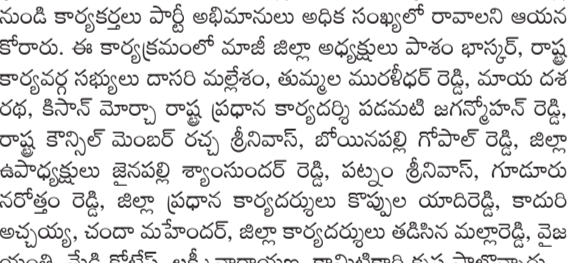 నుండి కార్యకర్తలు పార్టీ అభిమానులు అధిక సంఖ్యలో రావాలని ఆయన
కోరారు. ఈ కార్యక్రమంలో మాజీ జిల్లా అధ్యక్షులు పాశం భాస్కర్, రాష్ట్ర
కార్యవర్గ సభ్యులు దాసరి మల్లేశం, తుమ్మల మురళీధర్ రెడ్డి, మాయ దశ
రథ, కిసాన్ మోర్చా రాష్ట్ర ప్రధాన కార్యదర్శి పడమటి జగన్మోహన్ రెడ్డి,
రాష్ట్ర కౌన్సిల్ మెంబర్ రచ్చ శ్రీనివాస్, బోయినపల్లి గోపాల్ రెడ్డి, జిల్లా
ఉపాధ్యక్షులు జైనపల్లి శ్యాంసుందర్ రెడ్డి, పట్నం శ్రీనివాస్, గూడూరు
నరోత్తం రెడ్డి, జిల్లా ప్రధాన కార్యదర్శులు కొప్పుల యాదిరెడ్డి, కాదురి
అచ్చయ్య, చందా మహేందర్, జిల్లా కార్యదర్శులు తడిసిన మల్లారెడ్డి, వైజ